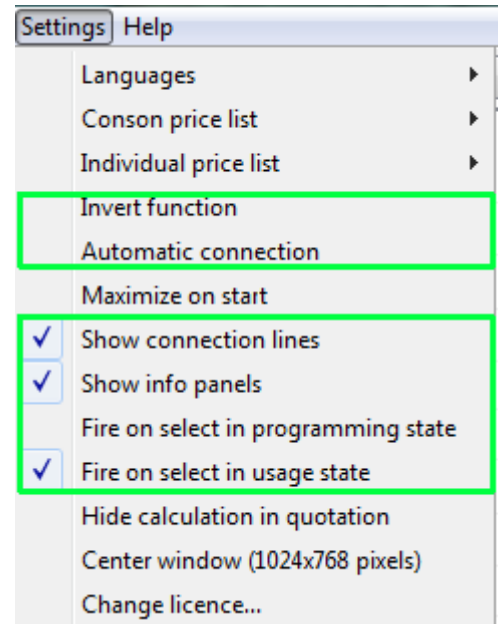 Settings Help
Languages
Conson price list
Individual price list
Invert function
Automatic connection
Maximize on start
Show connection lines
Show info panels
Fire on select in programming state
Fire on select in usage state
Hide calculation in quotation
Center window (1024x768 pixels)
Change licence...